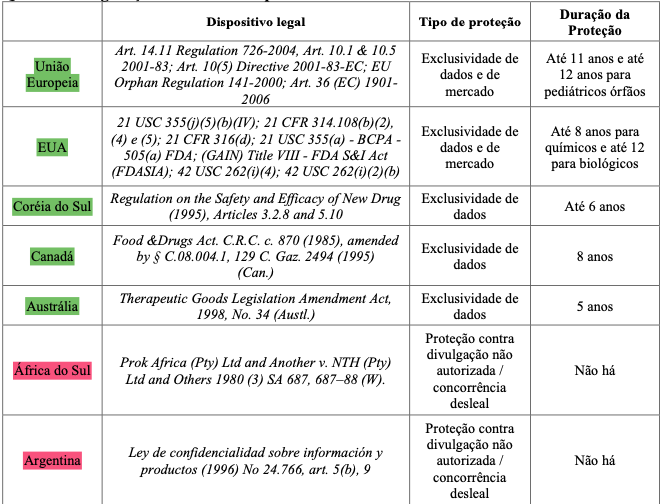 Dispositivo legal
Tipo de proteção
Duração da
Proteção
União
Europeia
Art. 14.11 Regulation 726-2004, Art. 10.1 & 10.5
2001-83; Art. 10(5) Directive 2001-83-EC; EU
Orphan Regulation 141-2000; Art. 36 (EC) 1901-
2006
Exclusividade de
dados e de
mercado
Até 11 anos e até
12 anos para
pediátricos órfãos
EUA
21 USC 355(j)(5)(b)(IV); 21 CFR 314.108(b)(2),
(4) e (5); 21 CFR 316(d); 21 USC 355(a) - BCPA -
505(a) FDA; (GAIN) Title VIII - FDA S&I Act
(FDASIA); 42 USC 262(i)(4); 42 USC 262(i)(2)(b)
Exclusividade de
dados e de
mercado
Até 8 anos para
químicos e até 12
para biológicos
Coréia do Sul
Regulation on the Safety and Efficacy of New Drug
(1995), Articles 3.2.8 and 5.10
Exclusividade de
dados
Até 6 anos
Canadá
Food &Drugs Act. C.R.C. c. 870 (1985), amended
by § C.08.004.1, 129 C. Gaz. 2494 (1995)
(Can.)
Exclusividade de
dados
8 anos
Austrália
Therapeutic Goods Legislation Amendment Act,
1998, No. 34 (Austl.)
Exclusividade de
dados
5 anos
África do Sul
Prok Africa (Pty) Ltd and Another v. NTH (Pty)
Ltd and Others 1980 (3) SA 687, 687–88 (W).
Proteção contra
divulgação não
autorizada /
concorrência
desleal
Não há
Argentina
Ley de confidencialidad sobre información y
productos (1996) No 24.766, art. 5(b), 9
Proteção contra
divulgação não
autorizada /
concorrência
desleal
Não há